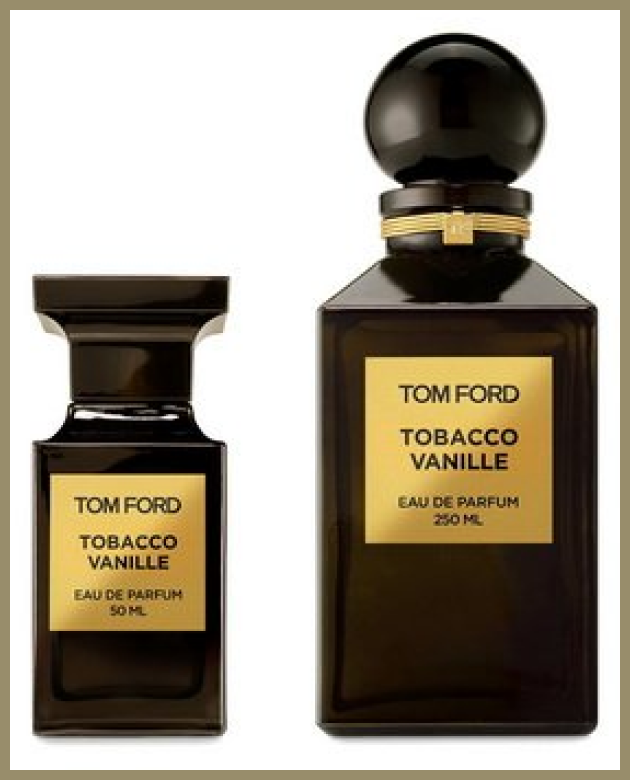 TOM FORD
TOBACCO
VANILLE
EAU DE PARFUM
50 ML
TOM FORD
TOBACCO
VANILLE
EAU DE PARFUM
250 ML